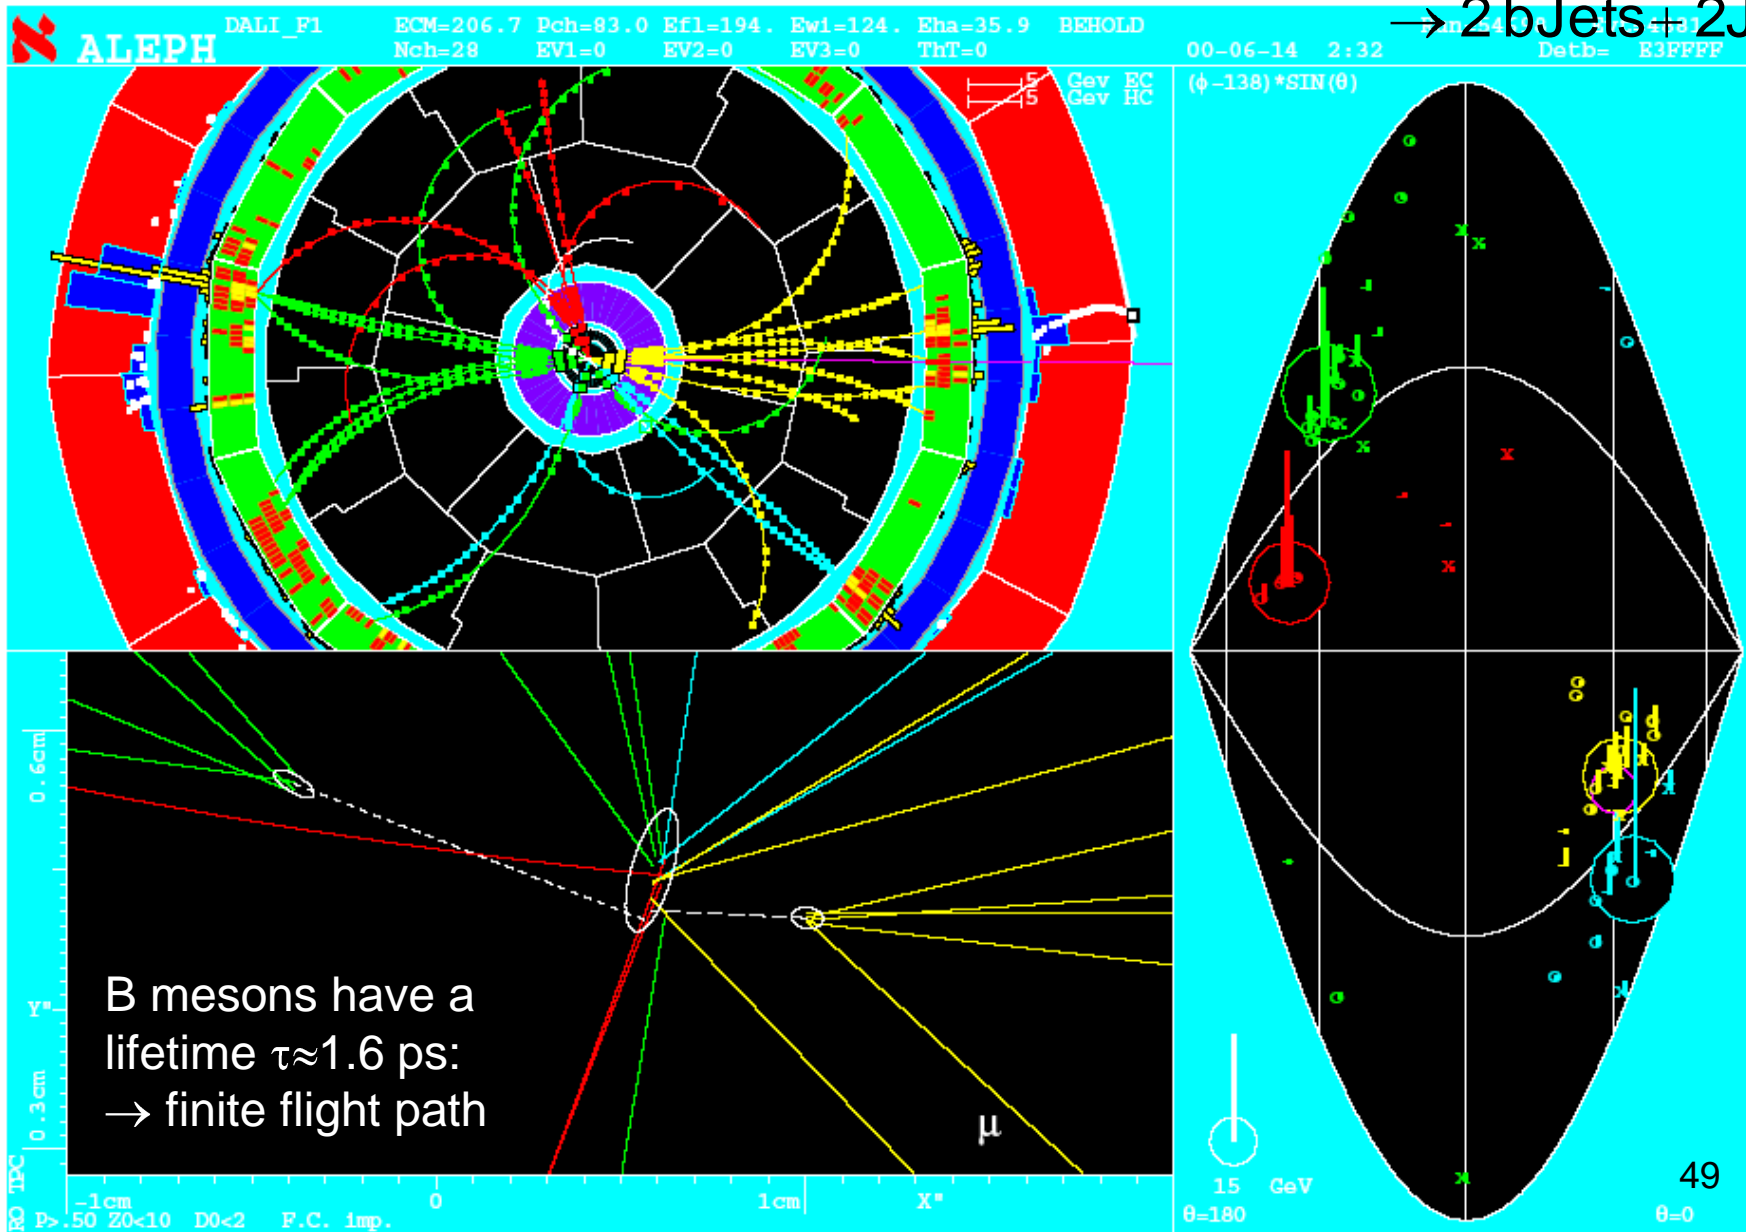 → 2 bJets + 2J
ALEPH DALI_F1 ECM=206.7 Pch=83.0 Efl=194. Ewi=124. Eha=35.9 BEHOLD
Nch=28 EV1=0 EV2=0 EV3=0 ThT=0 00-06-14 2:32 Detb= E3FFFF
5 Gev EC
5 Gev HC
(ϕ-138)*SIN(θ)
0.6cm
Y"
0.3cm
B mesons have a
lifetime τ≈1.6 ps:
→ finite flight path
μ
15 GeV
49
-1cm 0 1cm X"
θ=180 θ=0
RO TPC
P>.50 Z0<10 D0<2 F.C. imp.